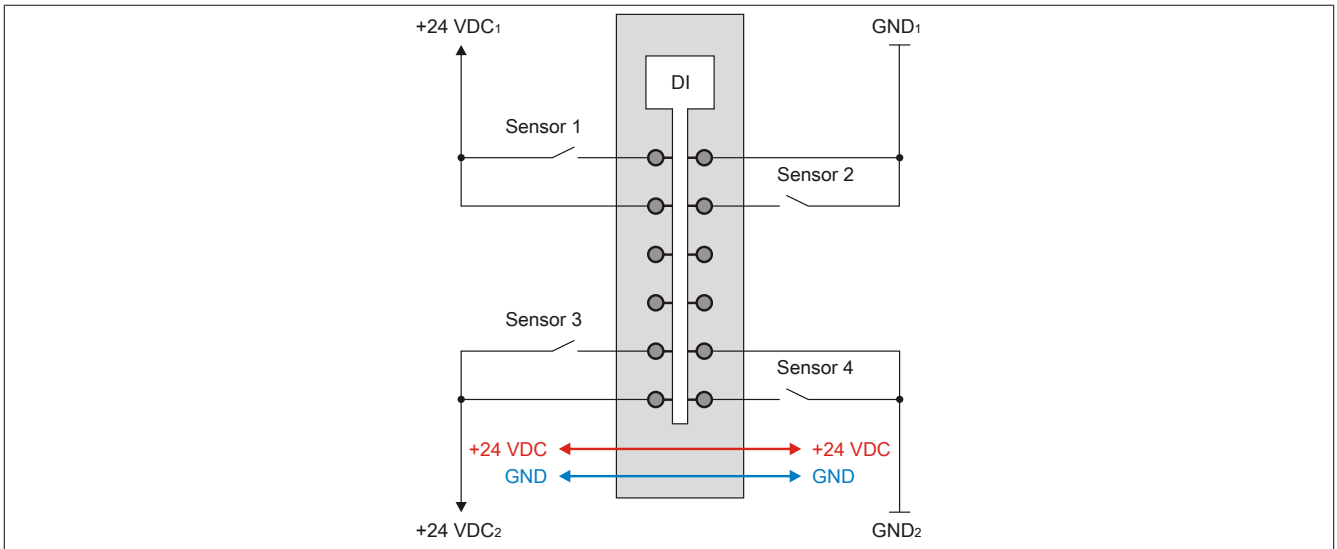 +24 VDC1
GND1
DI
Sensor 1
Sensor 2
Sensor 3
Sensor 4
+24 VDC
+24 VDC
GND
GND
+24 VDC2
GND2